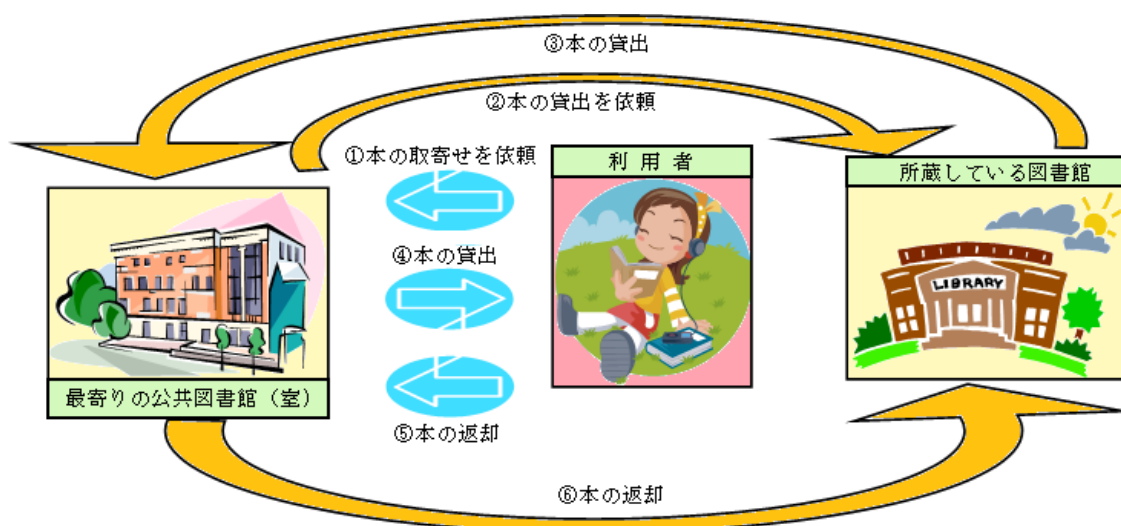 ③本の貸出
②本の貸出を依頼
①本の取寄せを依頼
利用者
所蔵している図書館
④本の貸出
LIBRARY
最寄りの公共図書館（室）
⑤本の返却
⑥本の返却